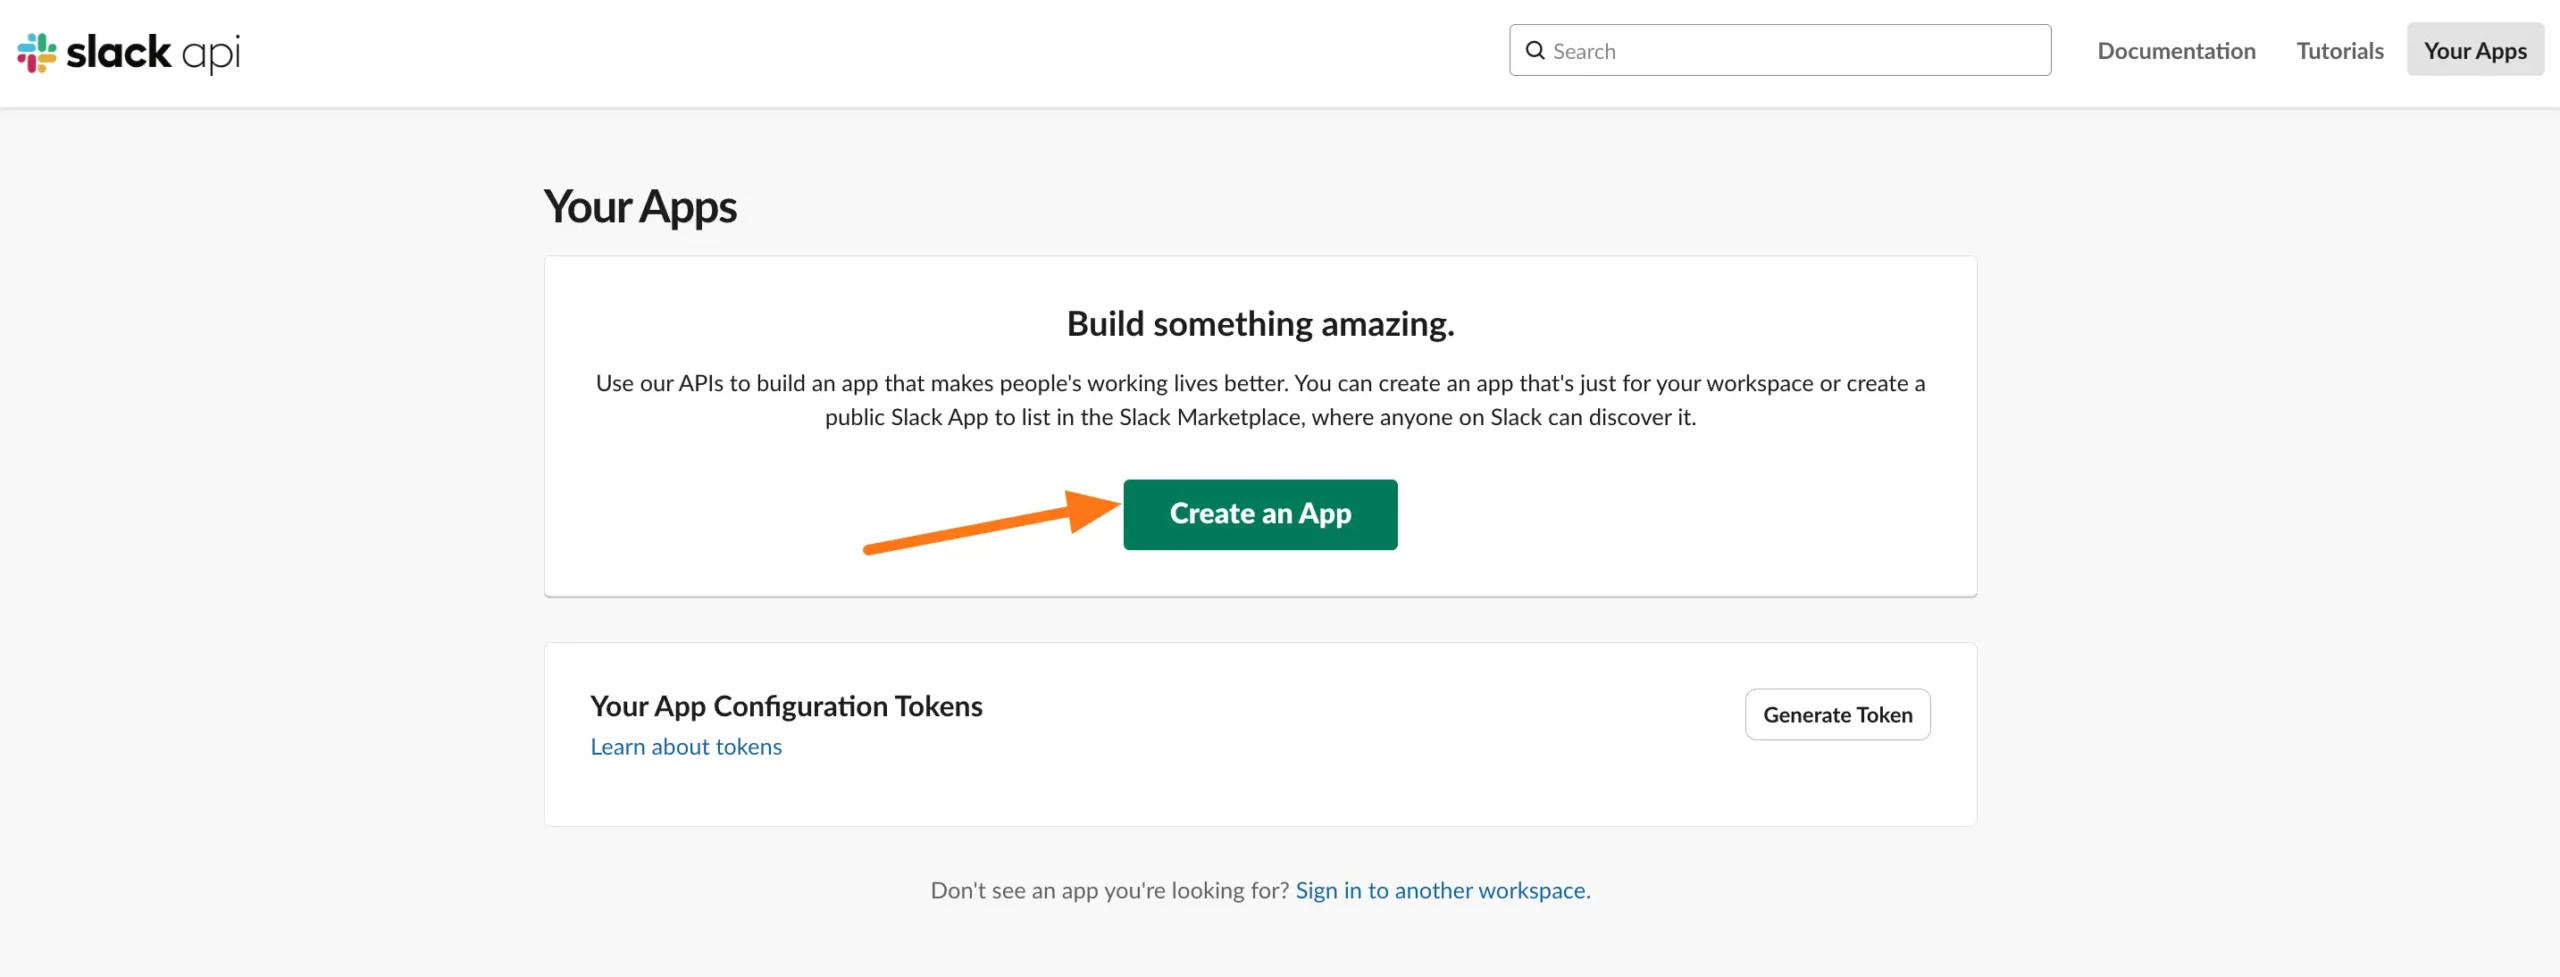 slack api
Search
Documentation
Tutorials
Your Apps
Your Apps
Build something amazing.
Use our APIs to build an app that makes people's working lives better. You can create an app that's just for your workspace or create a
public Slack App to list in the Slack Marketplace, where anyone on Slack can discover it.
Create an App
Your App Configuration Tokens
Generate Token
Learn about tokens
Don't see an app you're looking for? Sign in to another workspace.